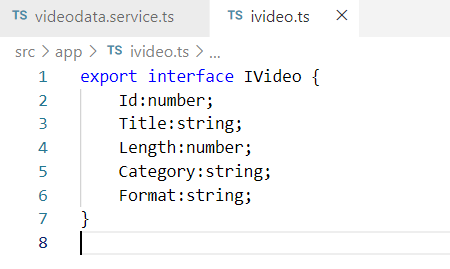 TS videodata.service.ts TS ivideo.ts ×
src > app > TS ivideo.ts > ...
1 export interface IVideo {
2 Id:number;
3 Title:string;
4 Length:number;
5 Category:string;
6 Format:string;
7 }
8